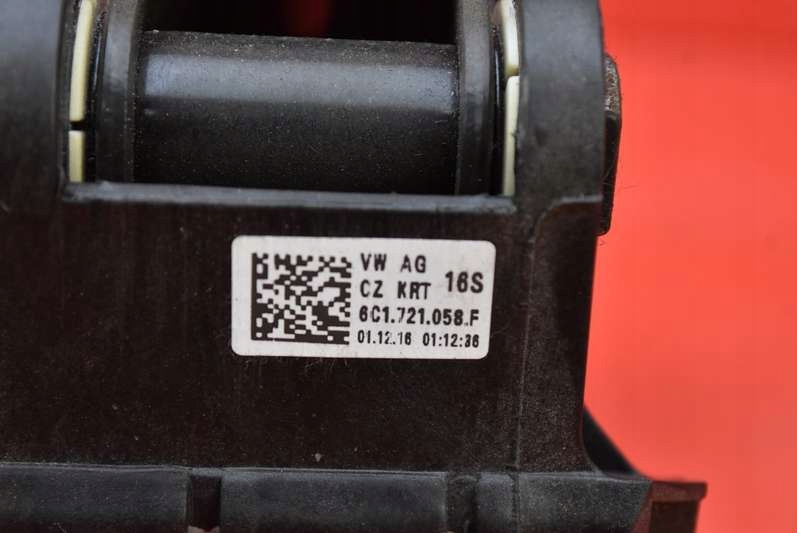 VW AG
CZ KRT 16S
6C1.721.058.F
01.12.16 01:12:36